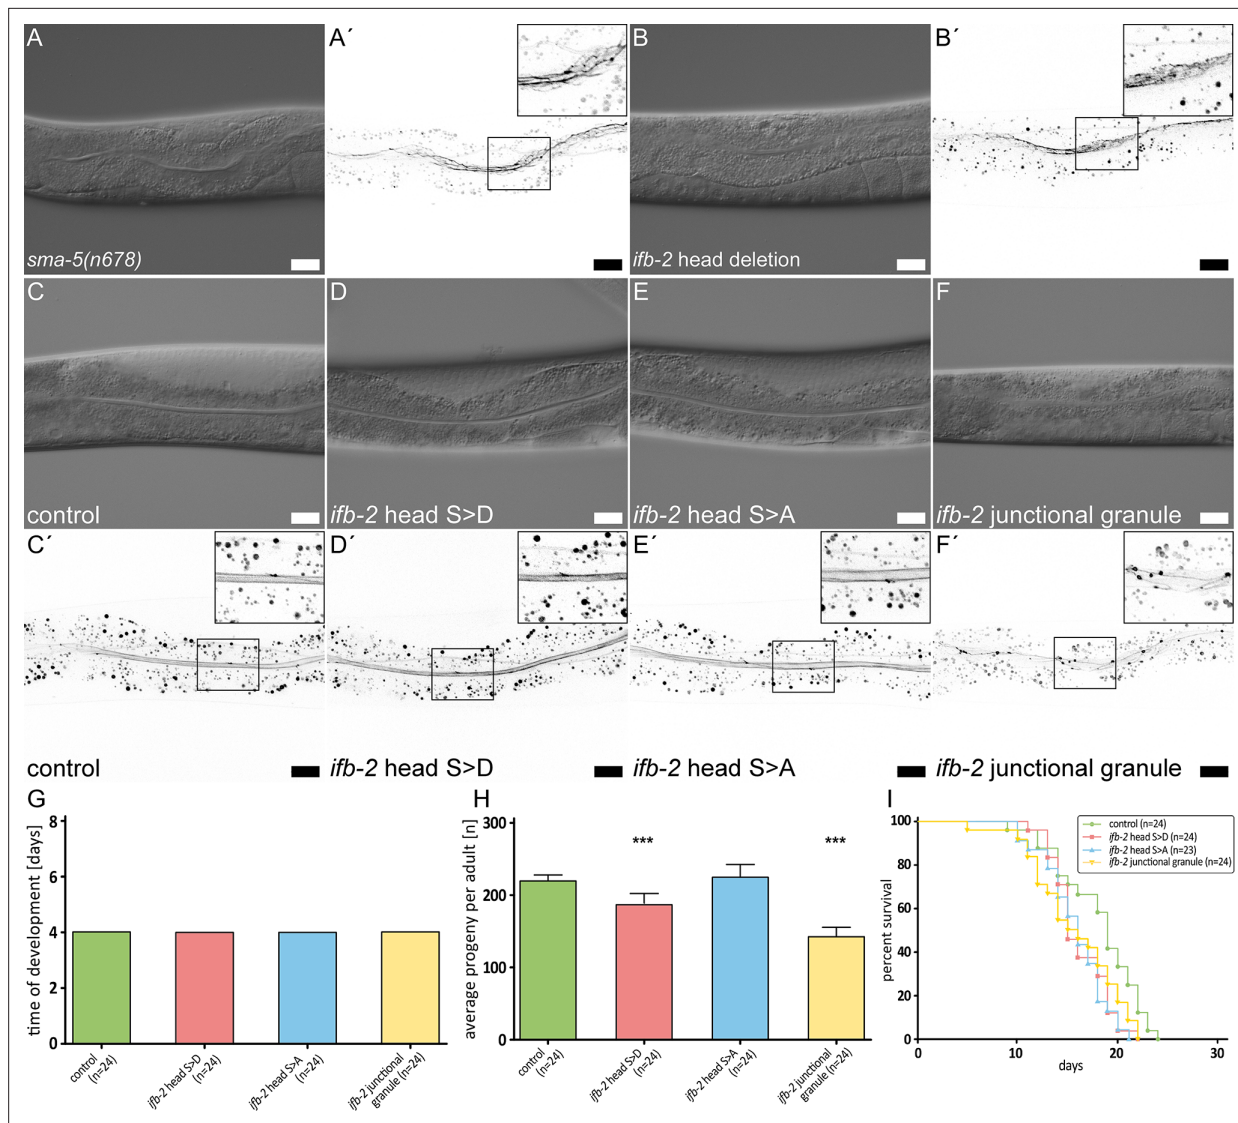 A
A´
B
B´
sma-5(n678)
ifb-2 head deletion
C
D
E
F
control
ifb-2 head S>D
ifb-2 head S>A
ifb-2 junctional granule
C´
D´
E´
F´
control
ifb-2 head S>D
ifb-2 head S>A
ifb-2 junctional granule
G
time of development [days]
8
6
4
2
0
control
(n=24)
ifb-2 head S>D
(n=24)
ifb-2 head S>A
(n=24)
ifb-2 junctional
granule (n=24)
H
average progeny per adult [n]
300
200
100
0
***
***
control
(n=24)
ifb-2 head S>D
(n=24)
ifb-2 head S>A
(n=24)
ifb-2 junctional
granule (n=24)
I
percent survival
100
80
60
40
20
0
control (n=24)
ifb-2 head S>D (n=24)
ifb-2 head S>A (n=23)
ifb-2 junctional granule (n=24)
0
10
20
30
days